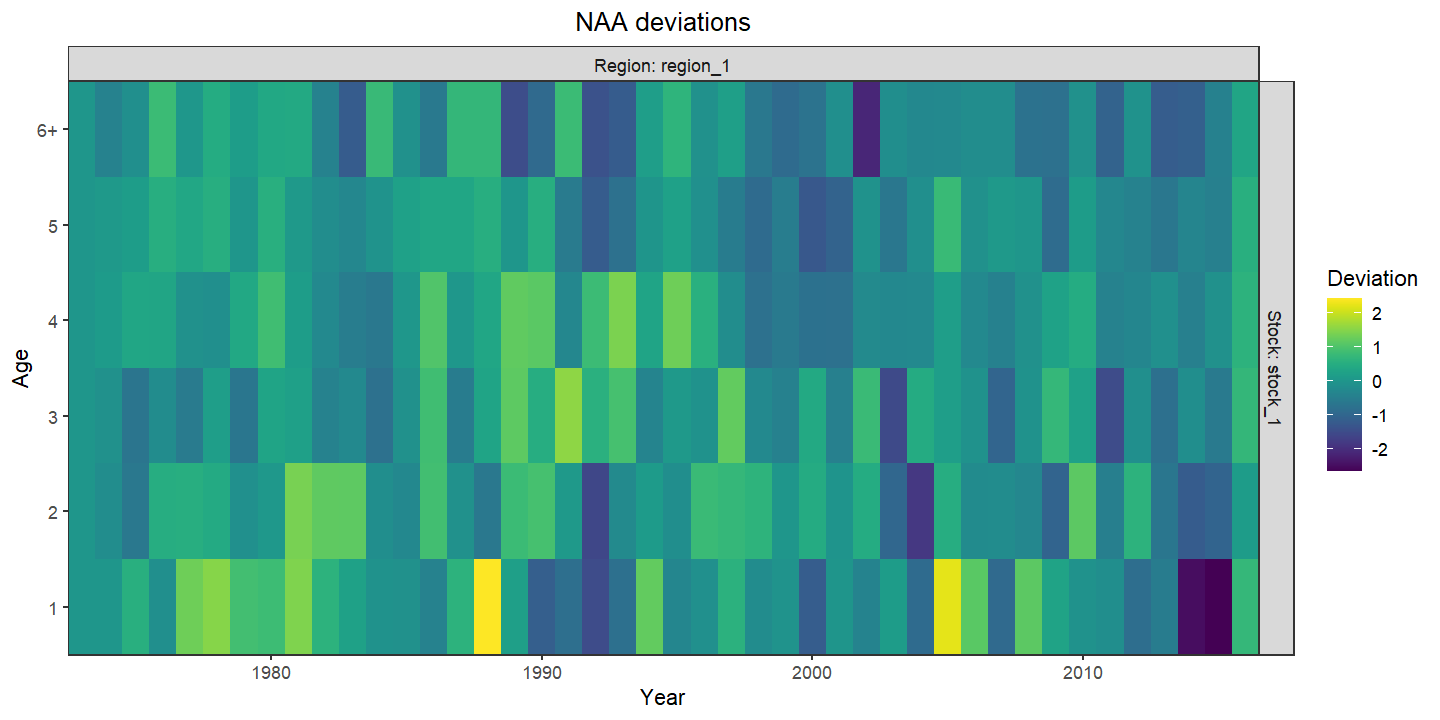 NAA deviations
Region: region_1
Stock: stock_1
Age
6+
5
4
3
2
1
1980
1990
2000
2010
Year
Deviation
2
1
0
-1
-2